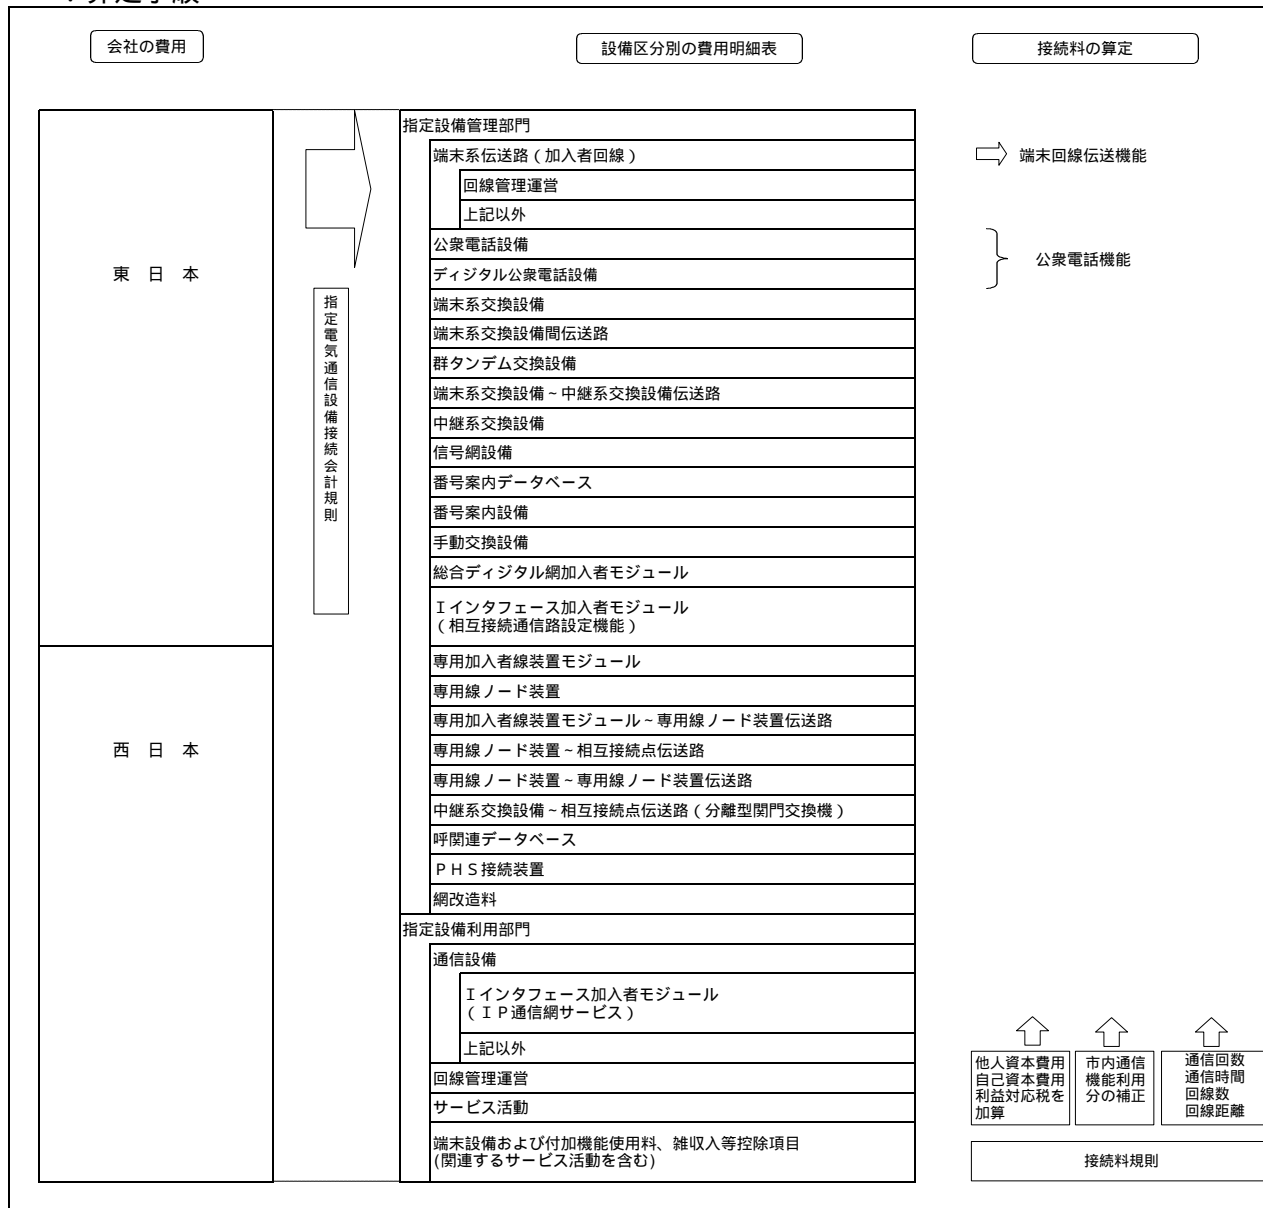 会社の費用
設備区分別の費用明細表
接続料の算定
東 日 本
西 日 本
指定電気通信設備接続会計規則
指定設備管理部門
端末系伝送路(加入者回線)
回線管理運営
上記以外
公衆電話設備
ディジタル公衆電話設備
端末系交換設備
端末系交換設備間伝送路
群タンデム交換設備
端末系交換設備~中継系交換設備伝送路
中継系交換設備
信号網設備
番号案内データベース
番号案内設備
手動交換設備
総合ディジタル網加入者モジュール
Iインタフェース加入者モジュール
(相互接続通信路設定機能)
専用加入者線装置モジュール
専用線ノード装置
専用加入者線装置モジュール~専用線ノード装置伝送路
専用線ノード装置~相互接続点伝送路
専用線ノード装置~専用線ノード装置伝送路
中継系交換設備~相互接続点伝送路(分離型関門交換機)
呼関連データベース
PHS接続装置
網改造料
指定設備利用部門
通信設備
Iインタフェース加入者モジュール
(IP通信網サービス)
上記以外
回線管理運営
サービス活動
端末設備および付加機能使用料、雑収入等控除項目
(関連するサービス活動を含む)
端末回線伝送機能
公衆電話機能
他人資本費用
自己資本費用
利益対応税を
加算
市内通信
機能利用
分の補正
通信回数
通信時間
回線数
回線距離
接続料規則